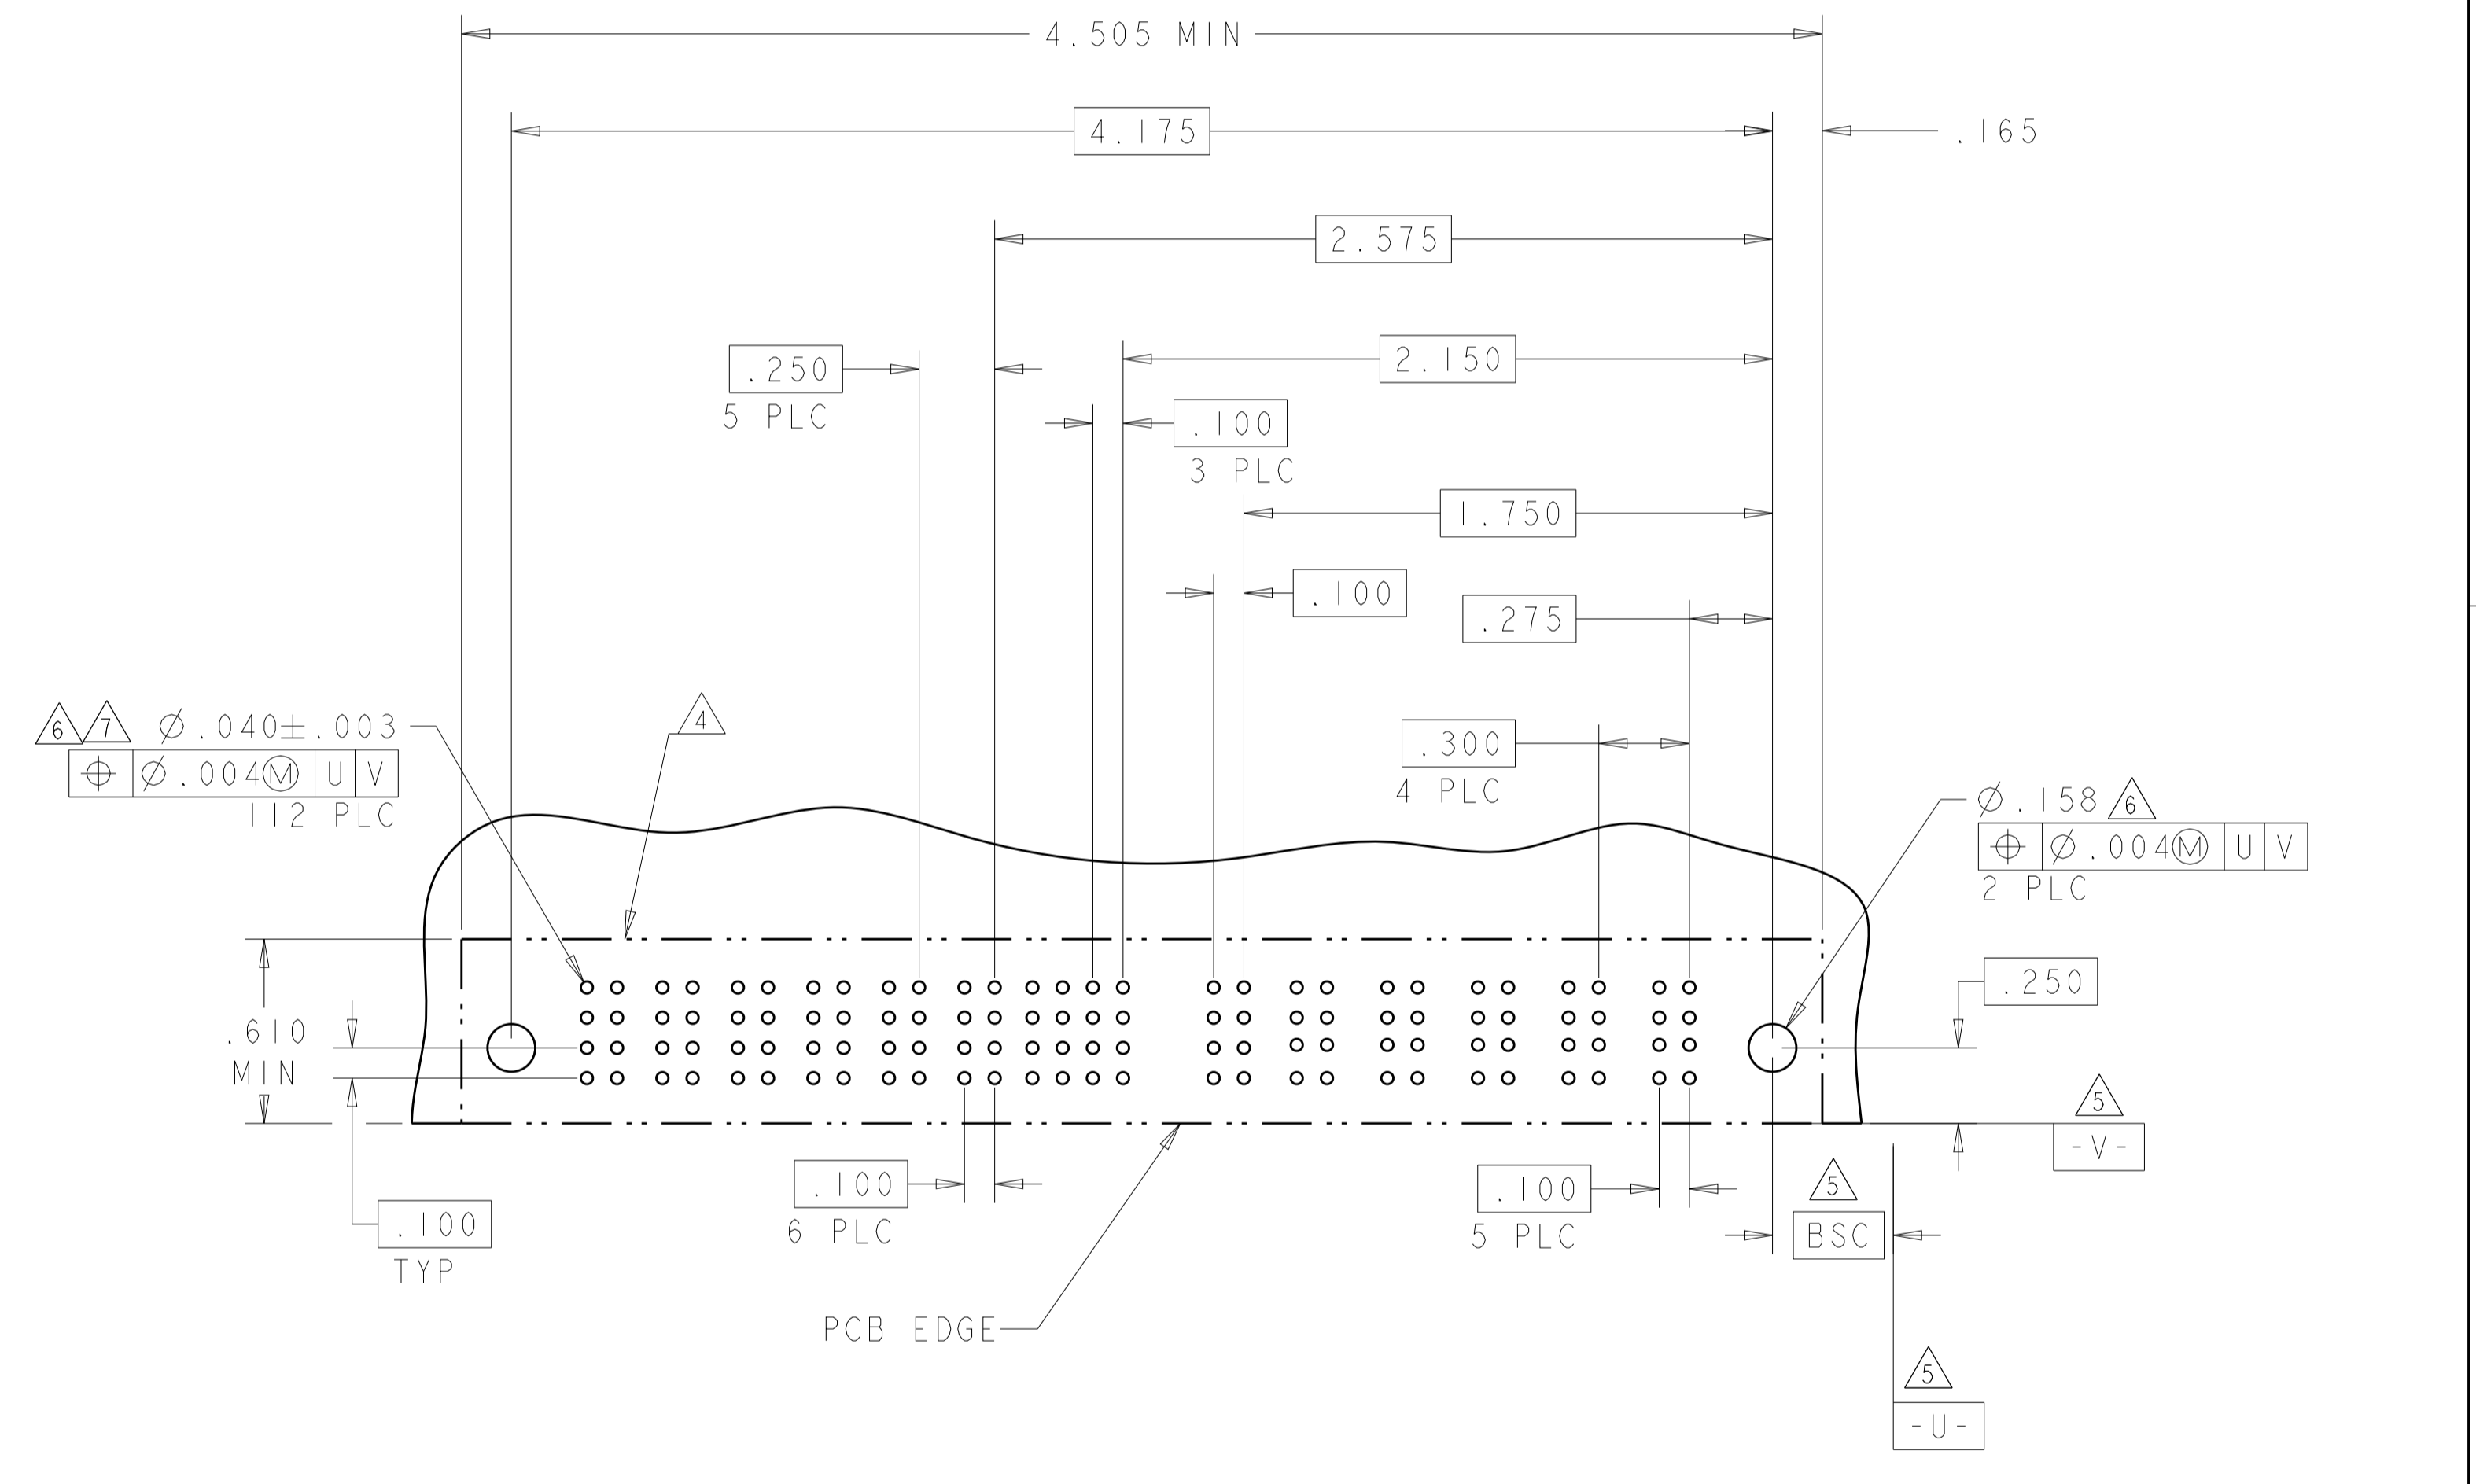 4.505 MIN
4.175
.165
2.575
2.150
.250
5 PLC
.100
3 PLC
1.750
.100
.275
4
6 7 ⌀.040±.003
⌖ ⌀.004Ⓜ U V
112 PLC
.300
4 PLC
⌀.158 6
⌖ ⌀.004Ⓜ U V
2 PLC
.250
.610
MIN
5
-V-
.100
6 PLC
.100
5 PLC
5
BSC
.100
TYP
PCB EDGE
5
-U-